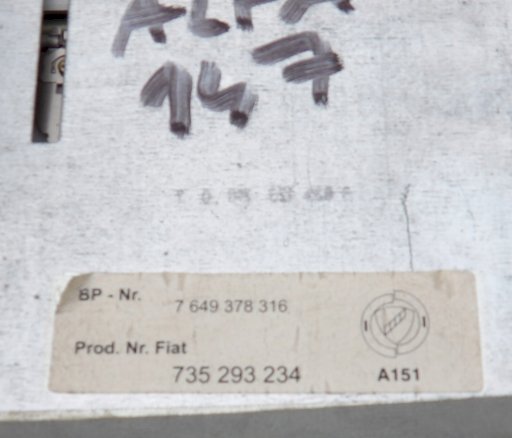 ALFA
147
BP - Nr. 7 649 378 316
Prod. Nr. Fiat
735 293 234
A151